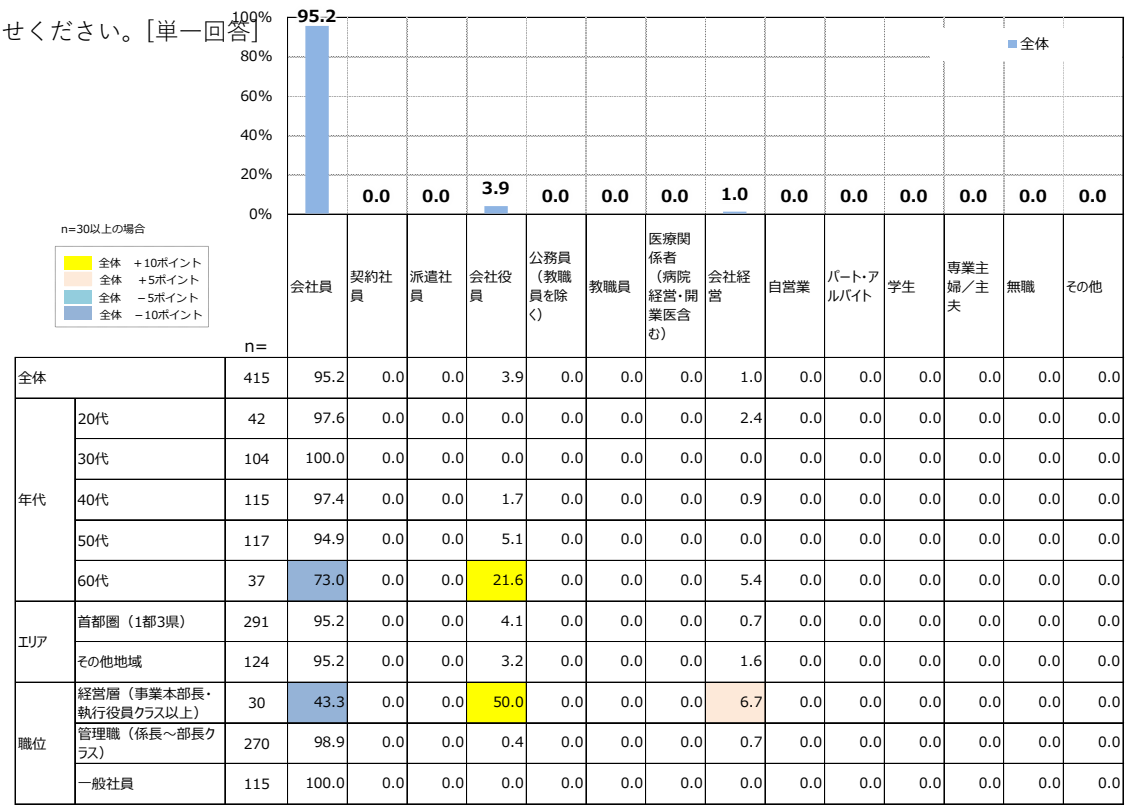 せください。[単一回答]
100%
80%
60%
40%
20%
0%
95.2 0.0 0.0 3.9 0.0 0.0 0.0 1.0 0.0 0.0 0.0 0.0 0.0 0.0
全体
n=30以上の場合
全体 +10ポイント
全体 +5ポイント
全体 −5ポイント
全体 −10ポイント
n=
会社員
契約社
員
派遣社
員
会社役
員
公務員
（教職
員を除
く）
教職員
医療関
係者
（病院
経営・開
業医含
む）
会社経
営
自営業
パート・ア
ルバイト
学生
専業主
婦／主
夫
無職
その他
全体 415 95.2 0.0 0.0 3.9 0.0 0.0 0.0 1.0 0.0 0.0 0.0 0.0 0.0 0.0
年代
20代 42 97.6 0.0 0.0 0.0 0.0 0.0 0.0 2.4 0.0 0.0 0.0 0.0 0.0 0.0
30代 104 100.0 0.0 0.0 0.0 0.0 0.0 0.0 0.0 0.0 0.0 0.0 0.0 0.0 0.0
40代 115 97.4 0.0 0.0 1.7 0.0 0.0 0.0 0.9 0.0 0.0 0.0 0.0 0.0 0.0
50代 117 94.9 0.0 0.0 5.1 0.0 0.0 0.0 0.0 0.0 0.0 0.0 0.0 0.0 0.0
60代 37 73.0 0.0 0.0 21.6 0.0 0.0 0.0 5.4 0.0 0.0 0.0 0.0 0.0 0.0
エリア
首都圏（1都3県） 291 95.2 0.0 0.0 4.1 0.0 0.0 0.0 0.7 0.0 0.0 0.0 0.0 0.0 0.0
その他地域 124 95.2 0.0 0.0 3.2 0.0 0.0 0.0 1.6 0.0 0.0 0.0 0.0 0.0 0.0
職位
経営層（事業本部長・
執行役員クラス以上） 30 43.3 0.0 0.0 50.0 0.0 0.0 0.0 6.7 0.0 0.0 0.0 0.0 0.0 0.0
管理職（係長～部長ク
ラス） 270 98.9 0.0 0.0 0.4 0.0 0.0 0.0 0.7 0.0 0.0 0.0 0.0 0.0 0.0
一般社員 115 100.0 0.0 0.0 0.0 0.0 0.0 0.0 0.0 0.0 0.0 0.0 0.0 0.0 0.0